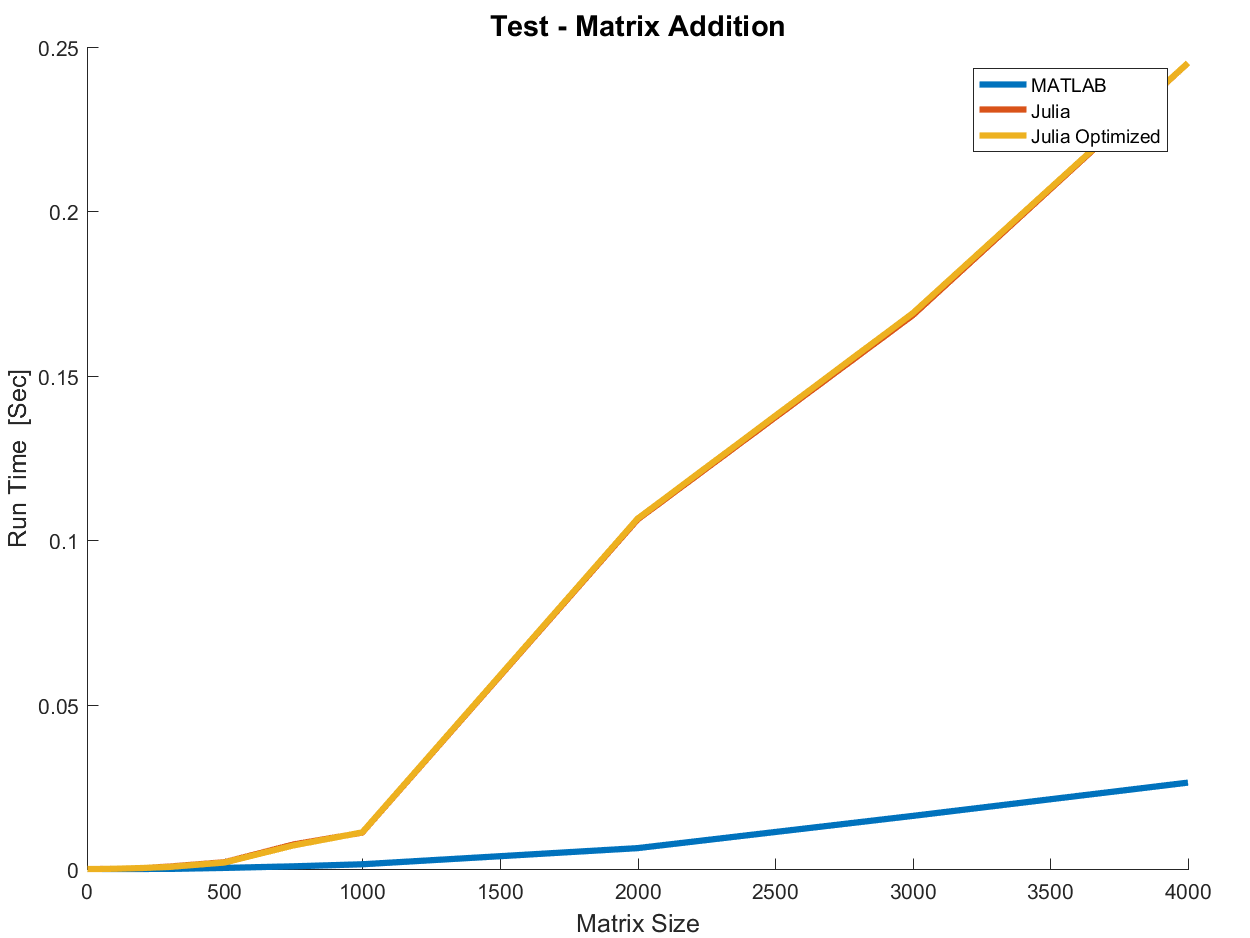 Test - Matrix Addition
MATLAB
Julia
Julia Optimized
Run Time [Sec]
0.25
0.2
0.15
0.1
0.05
0
0 500 1000 1500 2000 2500 3000 3500 4000
Matrix Size